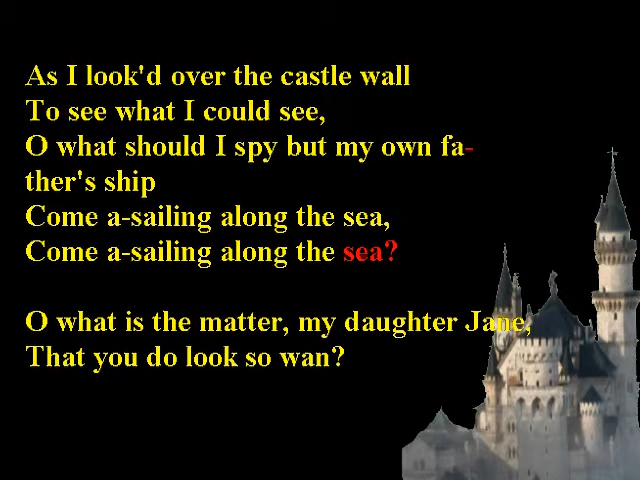 As I look'd over the castle wall
To see what I could see,
O what should I spy but my own fa-
ther's ship
Come a-sailing along the sea,
Come a-sailing along the sea?
O what is the matter, my daughter Jane,
That you do look so wan?